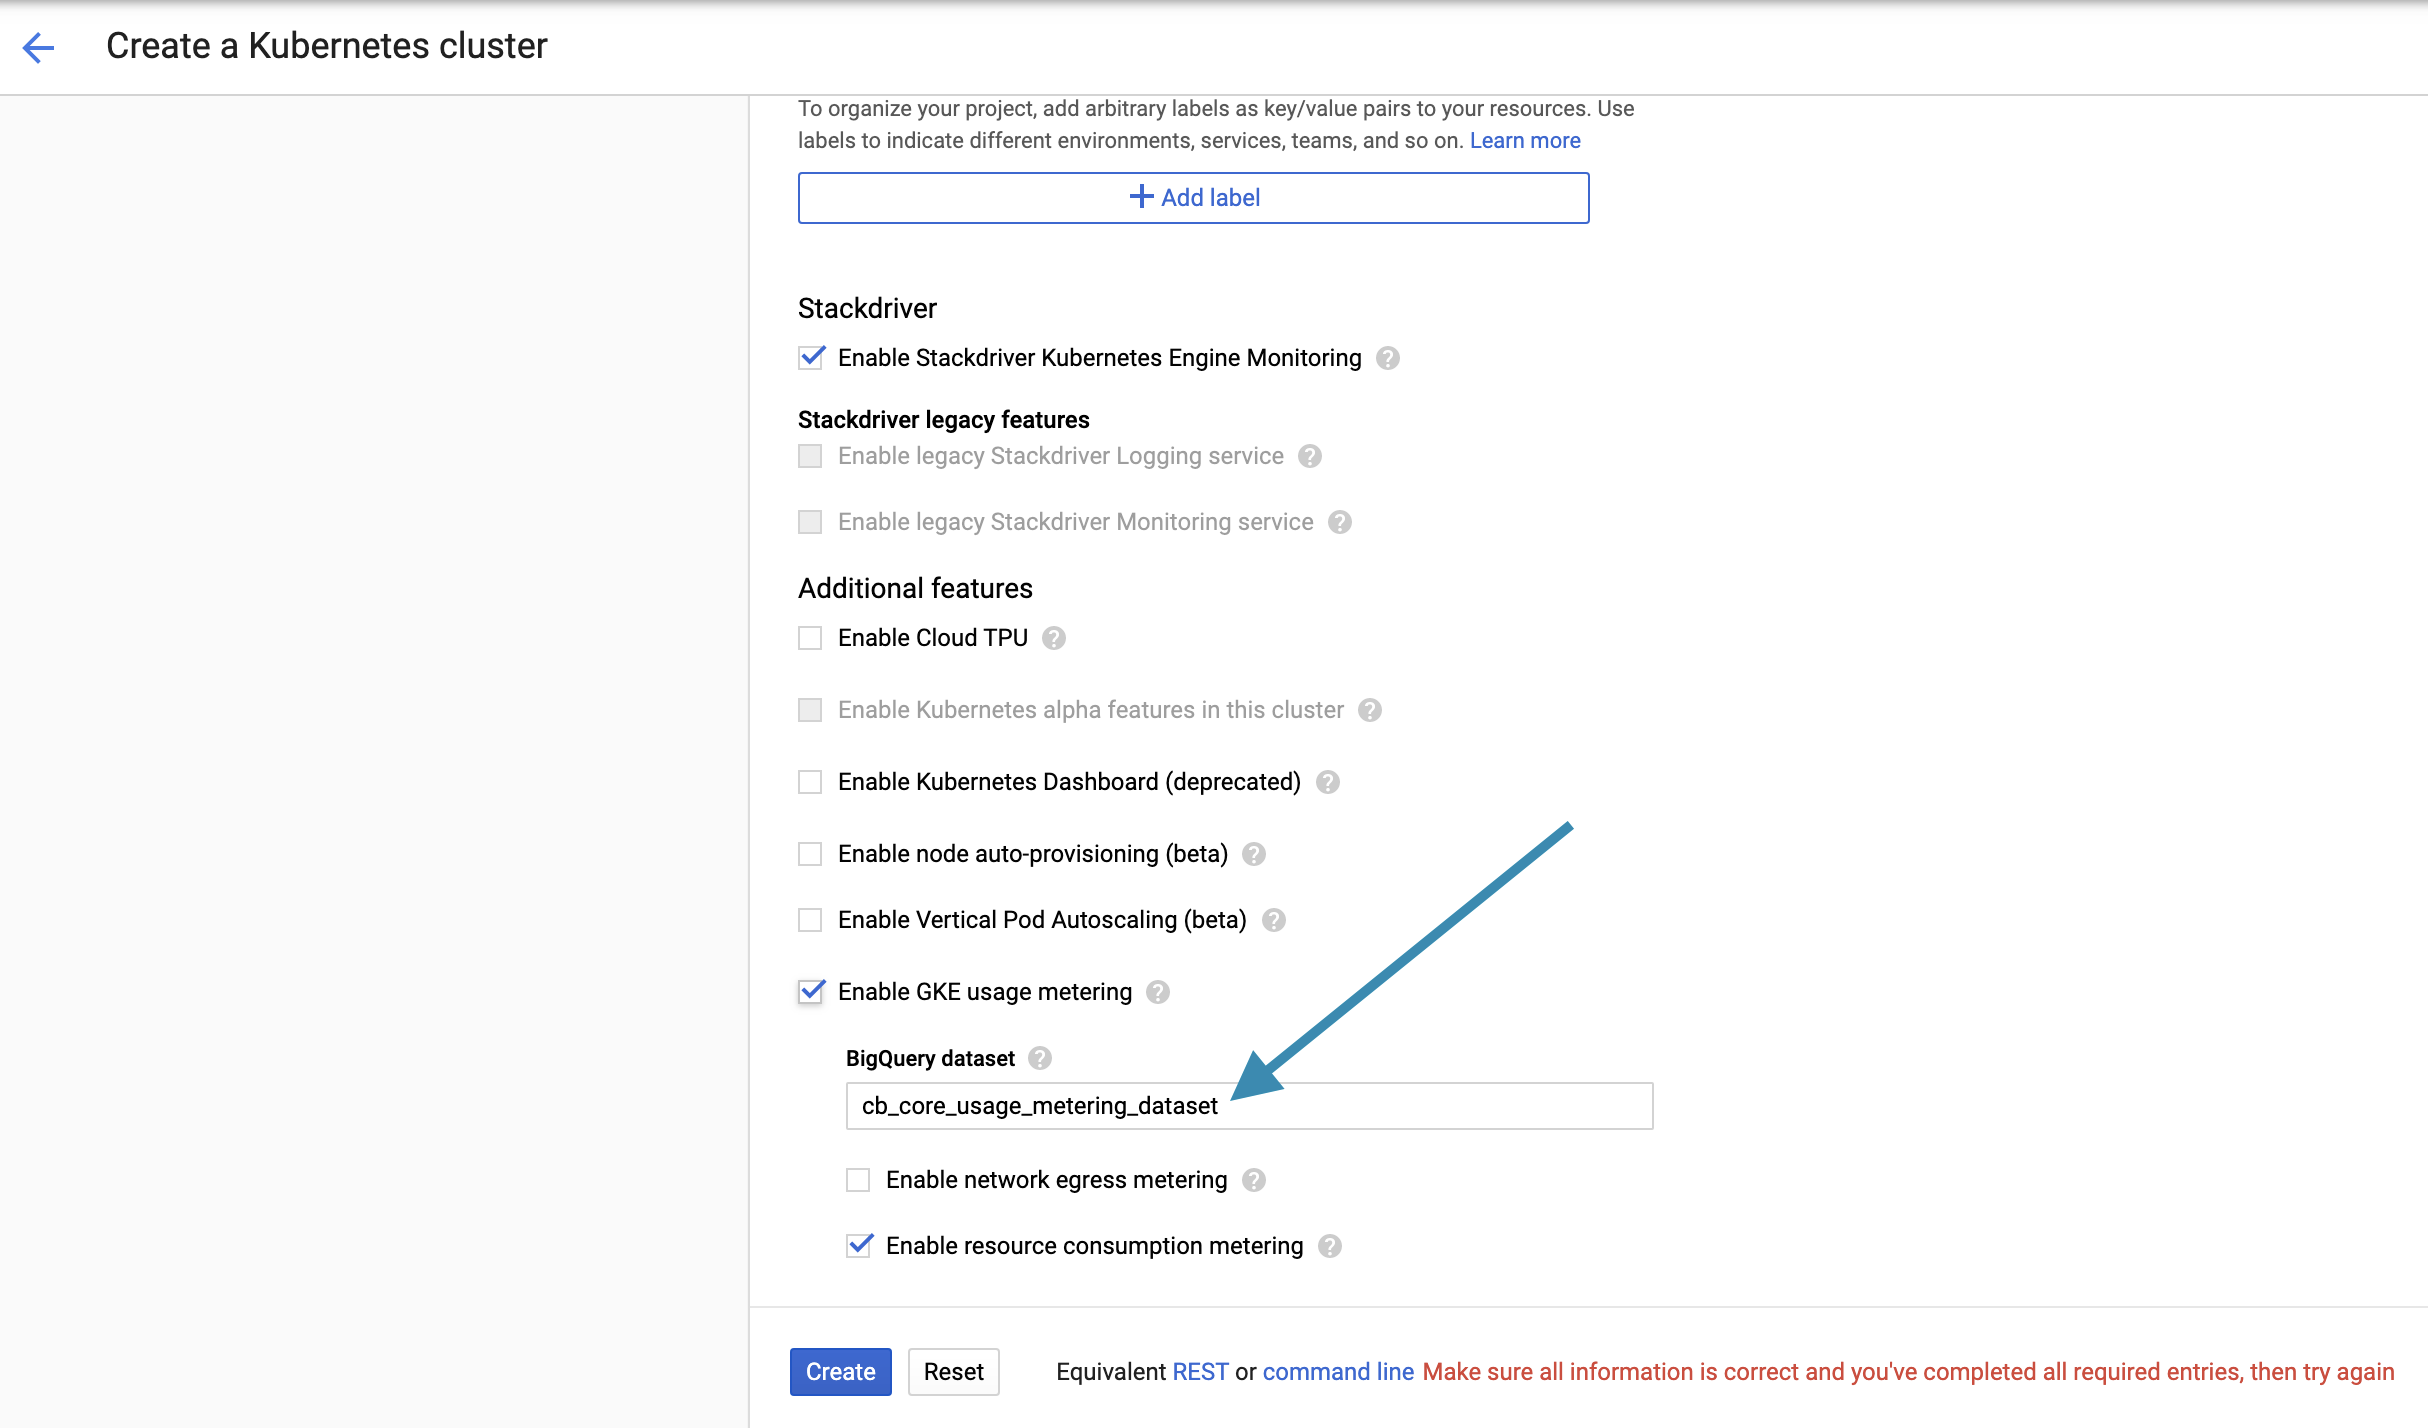 Create a Kubernetes cluster
To organize your project, add arbitrary labels as key/value pairs to your resources. Use
labels to indicate different environments, services, teams, and so on. Learn more
Add label
Stackdriver
Enable Stackdriver Kubernetes Engine Monitoring
Stackdriver legacy features
Enable legacy Stackdriver Logging service
Enable legacy Stackdriver Monitoring service
Additional features
Enable Cloud TPU
Enable Kubernetes alpha features in this cluster
Enable Kubernetes Dashboard (deprecated)
Enable node auto-provisioning (beta)
Enable Vertical Pod Autoscaling (beta)
Enable GKE usage metering
BigQuery dataset
cb_core_usage_metering_dataset
Enable network egress metering
Enable resource consumption metering
Create Reset Equivalent REST or command line Make sure all information is correct and you've completed all required entries, then try again